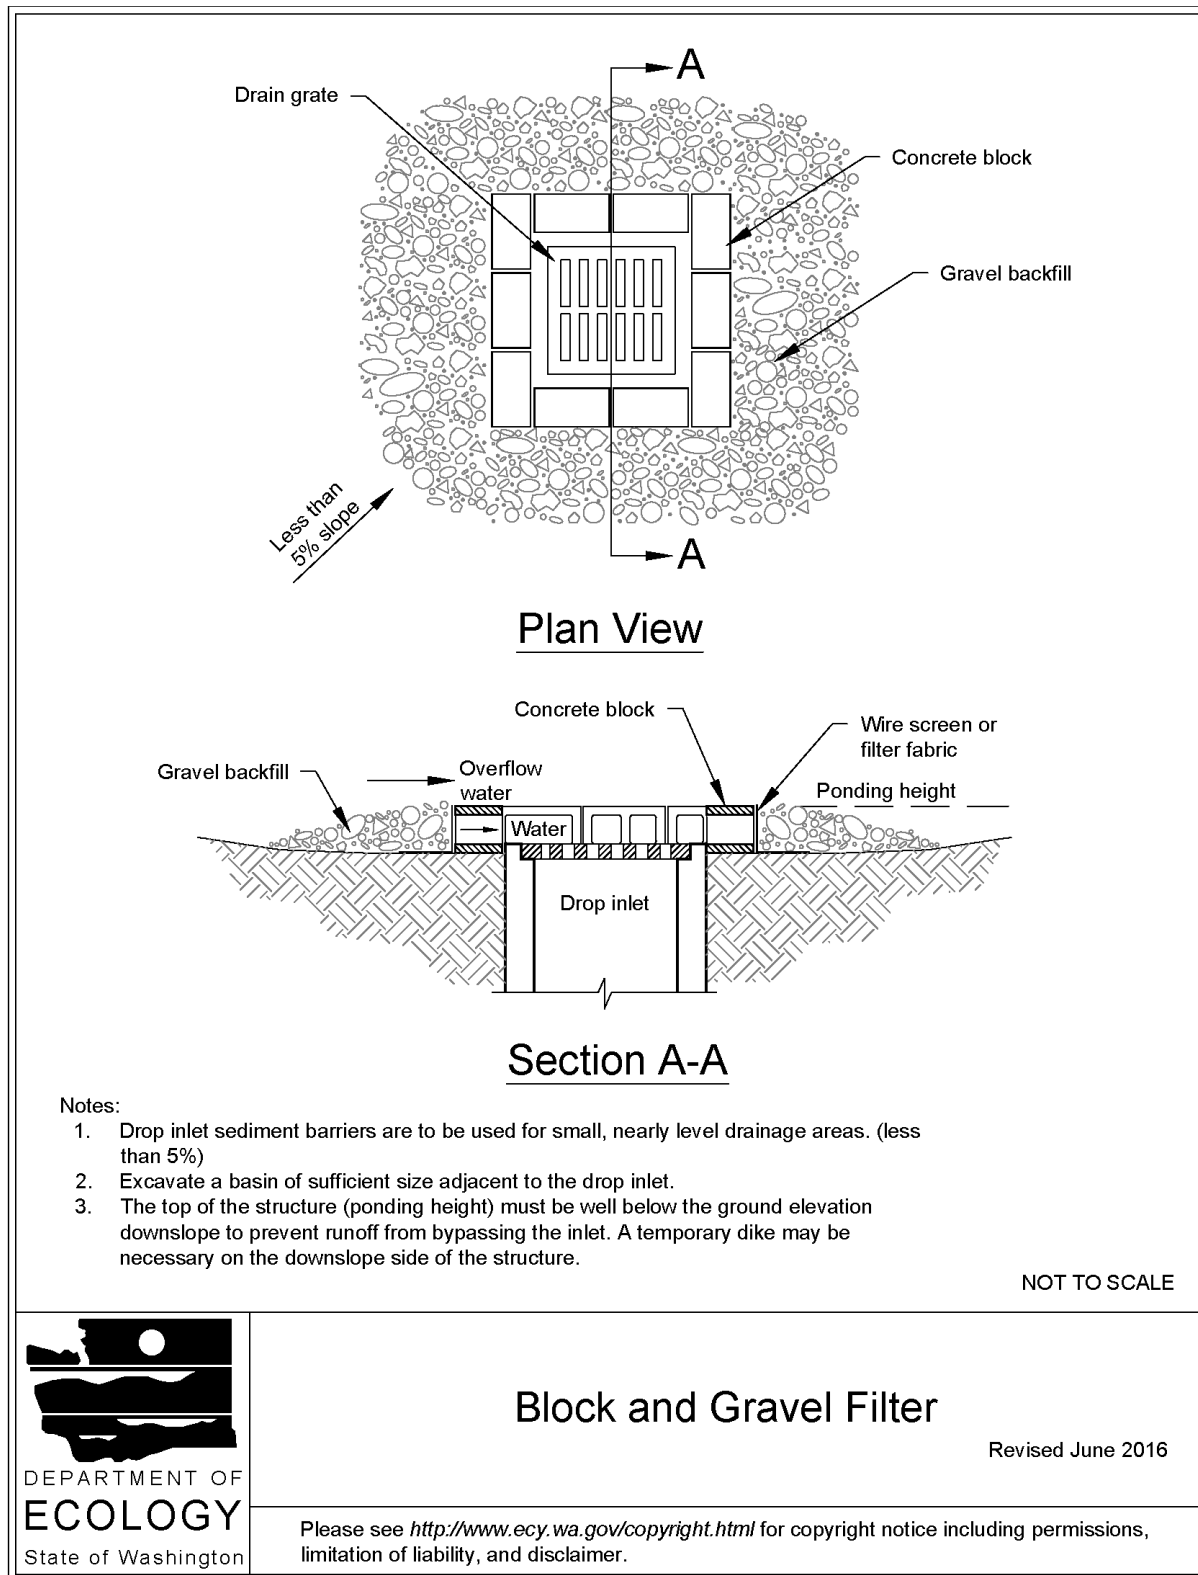 A
Drain grate
Concrete block
Gravel backfill
Less than
5% slope
A
Plan View
Concrete block
Wire screen or
filter fabric
Gravel backfill
Overflow
water
Ponding height
Water
Drop inlet
Section A-A
Notes:
1. Drop inlet sediment barriers are to be used for small, nearly level drainage areas. (less
than 5%)
2. Excavate a basin of sufficient size adjacent to the drop inlet.
3. The top of the structure (ponding height) must be well below the ground elevation
downslope to prevent runoff from bypassing the inlet. A temporary dike may be
necessary on the downslope side of the structure.
NOT TO SCALE
DEPARTMENT OF
ECOLOGY
State of Washington
Block and Gravel Filter
Revised June 2016
Please see http://www.ecy.wa.gov/copyright.html for copyright notice including permissions,
limitation of liability, and disclaimer.